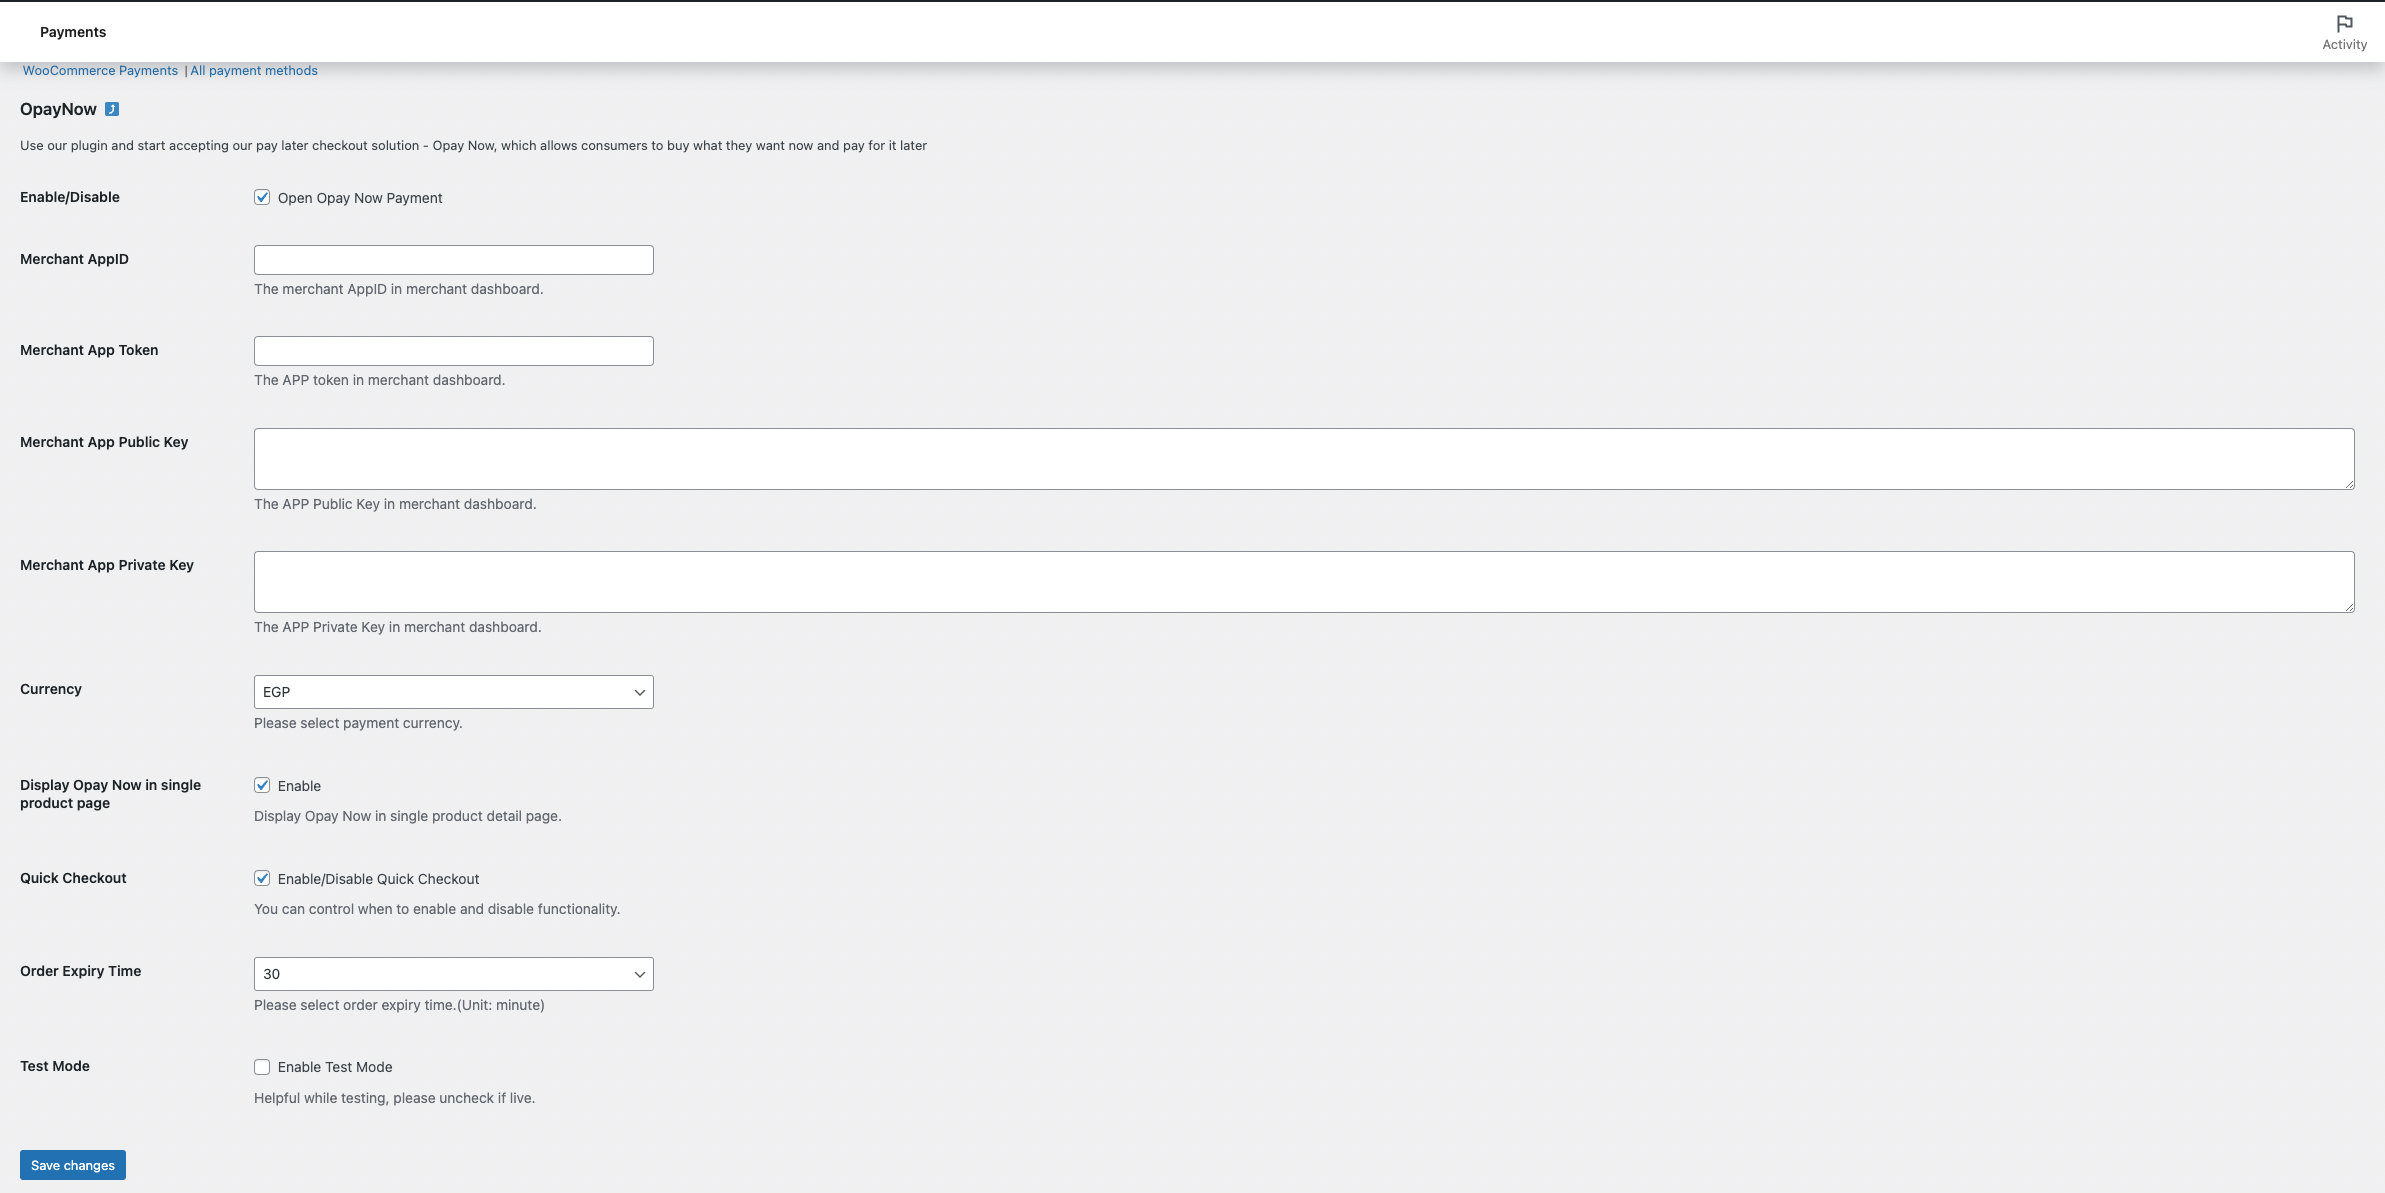 Payments
Activity
WooCommerce Payments | All payment methods
OpayNow
Use our plugin and start accepting our pay later checkout solution - Opay Now, which allows consumers to buy what they want now and pay for it later
Enable/Disable
Open Opay Now Payment
Merchant AppID
The merchant AppID in merchant dashboard.
Merchant App Token
The APP token in merchant dashboard.
Merchant App Public Key
The APP Public Key in merchant dashboard.
Merchant App Private Key
The APP Private Key in merchant dashboard.
Currency
EGP
Please select payment currency.
Display Opay Now in single
product page
Enable
Display Opay Now in single product detail page.
Quick Checkout
Enable/Disable Quick Checkout
You can control when to enable and disable functionality.
Order Expiry Time
30
Please select order expiry time.(Unit: minute)
Test Mode
Enable Test Mode
Helpful while testing, please uncheck if live.
Save changes